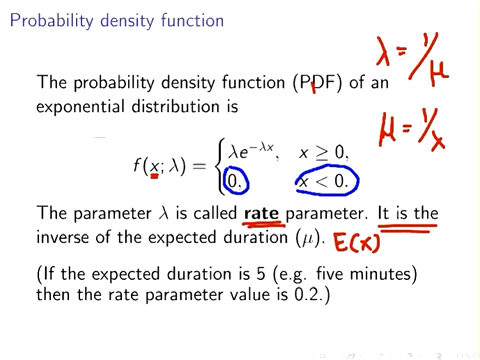 Probability density function
λ = 1/μ
The probability density function (PDF) of an
exponential distribution is
μ = 1/x
f(x; λ) = { λe^{-λx}, x ≥ 0,
0, x < 0.
The parameter λ is called rate parameter. It is the
inverse of the expected duration (μ). E(x)
(If the expected duration is 5 (e.g. five minutes)
then the rate parameter value is 0.2.)